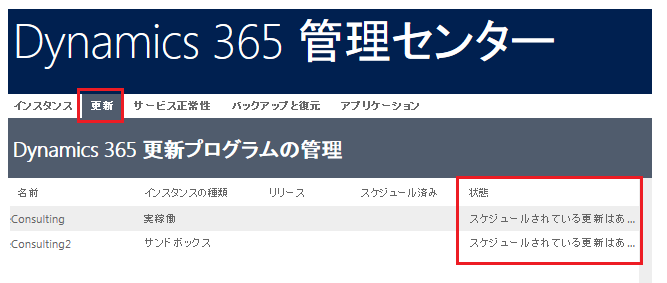 Dynamics 365 管理センター
インスタンス 更新 サービス正常性 バックアップと復元 アプリケーション
Dynamics 365 更新プログラムの管理
名前 インスタンスの種類 リリース スケジュール済み 状態
Consulting 実稼働 スケジュールされている更新はあ ...
Consulting2 サンドボックス スケジュールされている更新はあ ...